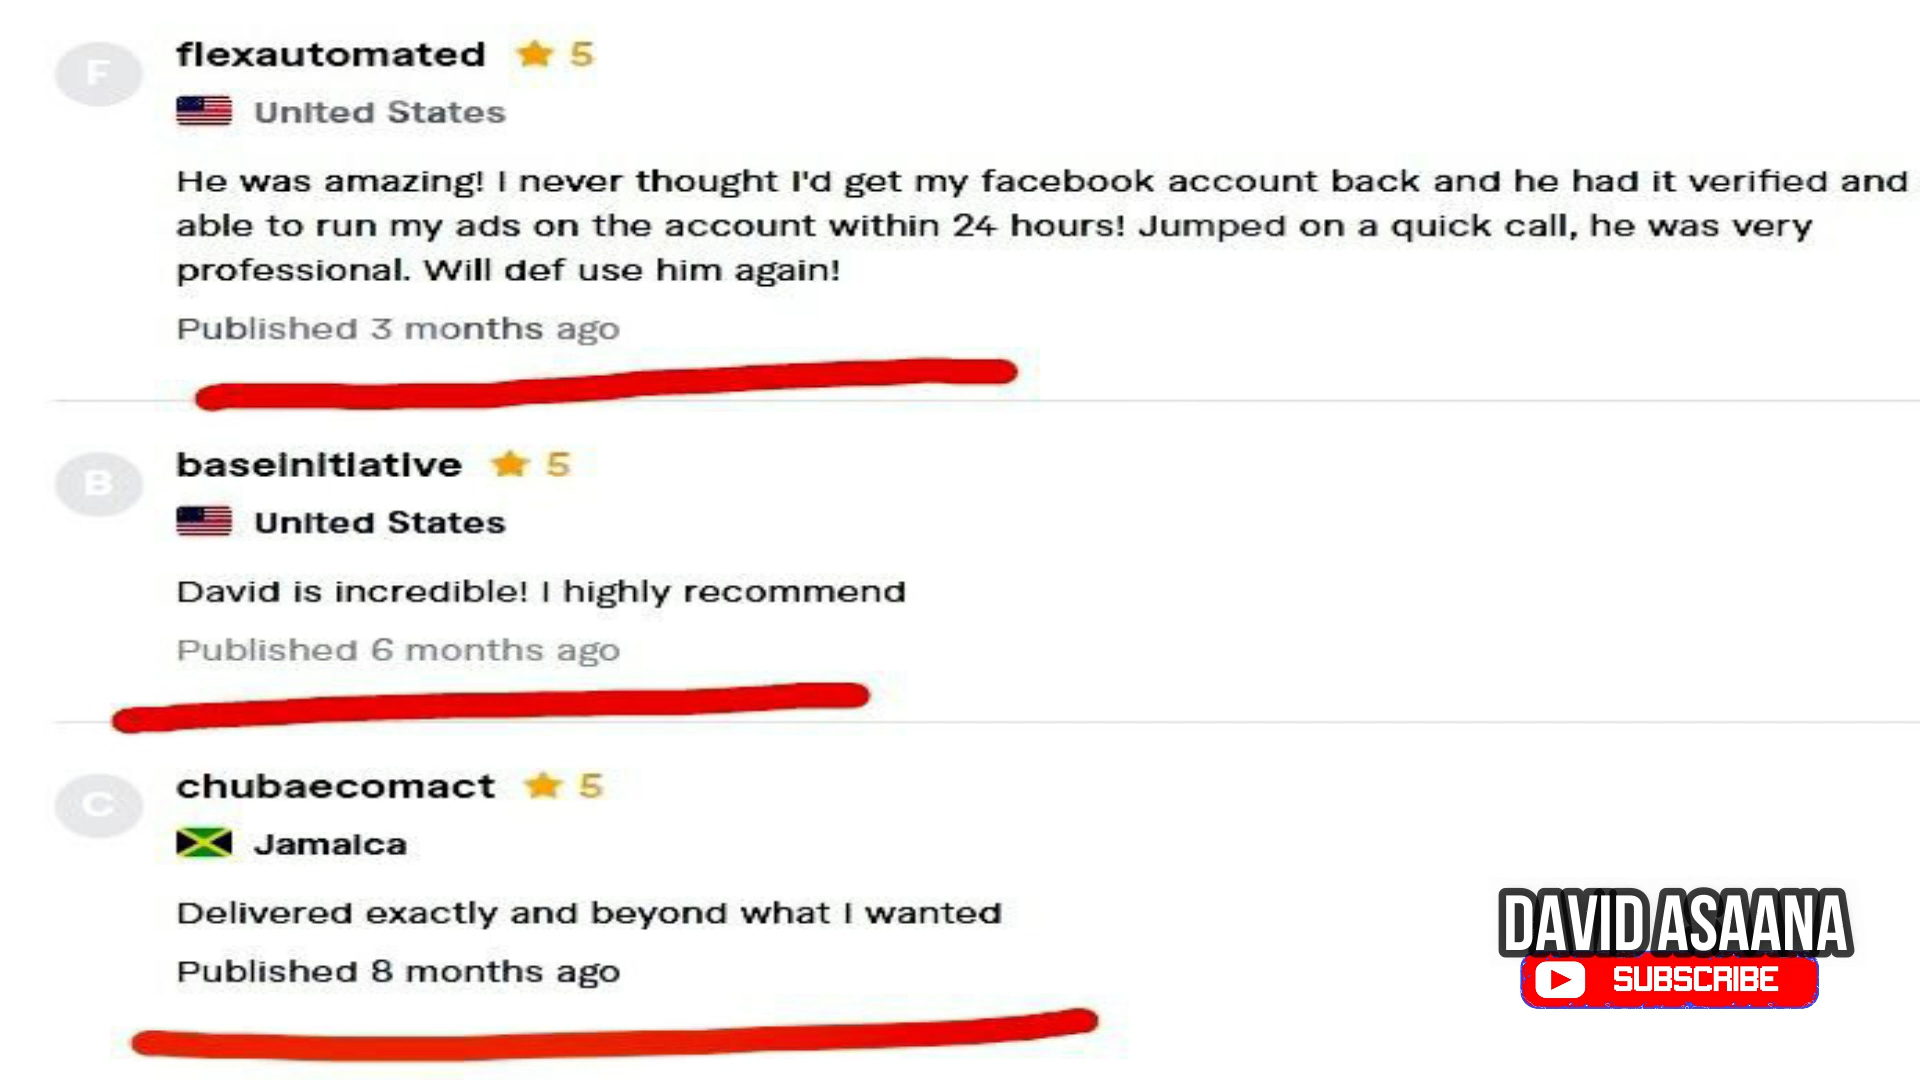 F
flexautomated ★ 5
United States
He was amazing! I never thought I'd get my facebook account back and he had it verified and
able to run my ads on the account within 24 hours! Jumped on a quick call, he was very
professional. Will def use him again!
Published 3 months ago
B
baseinitiative ★ 5
United States
David is incredible! I highly recommend
Published 6 months ago
C
chubaecomact ★ 5
Jamaica
Delivered exactly and beyond what I wanted
Published 8 months ago
DAVID ASAANA
SUBSCRIBE